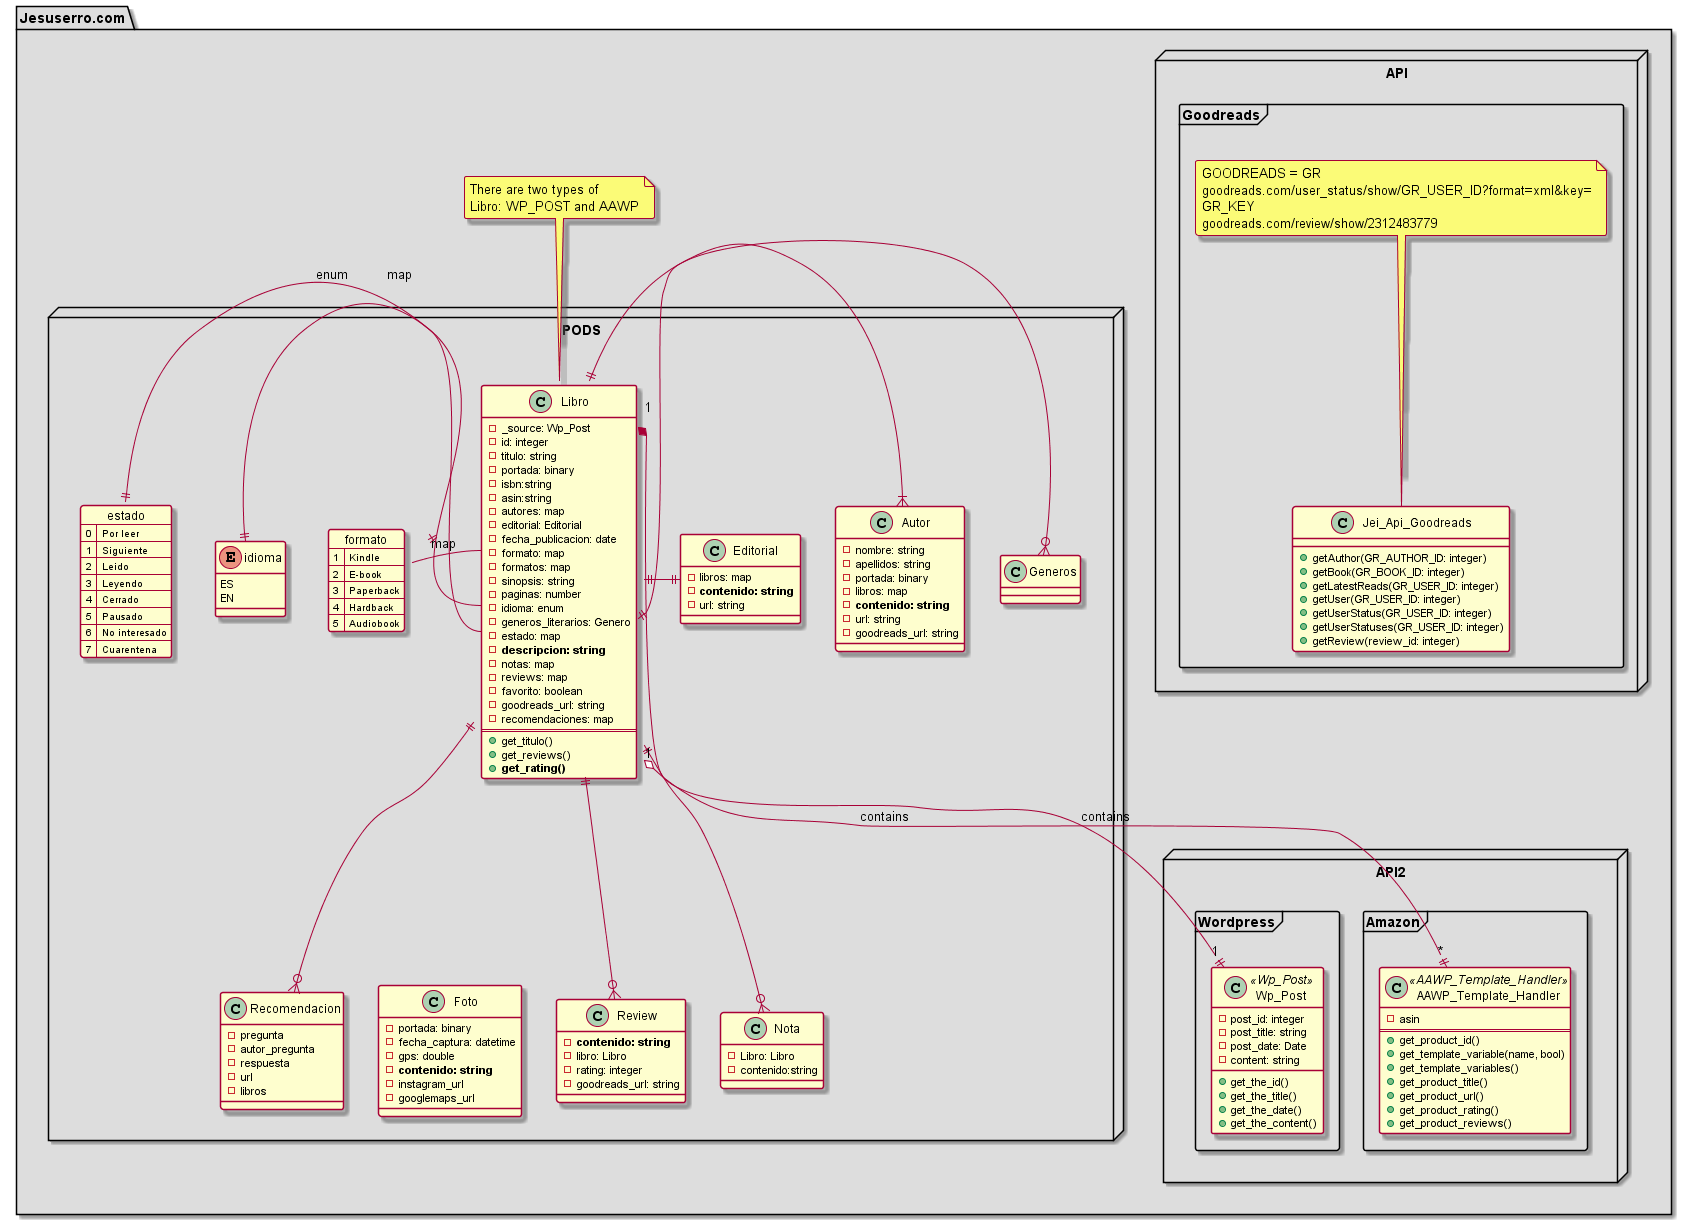 Jesuserro.com
API
Goodreads
GOODREADS = GR
goodreads.com/user_status/show/GR_USER_ID?format=xml&key=
GR_KEY
goodreads.com/review/show/2312483779
Jei_Api_Goodreads
getAuthor(GR_AUTHOR_ID: integer)
getBook(GR_BOOK_ID: integer)
getLatestReads(GR_USER_ID: integer)
getUser(GR_USER_ID: integer)
getUserStatus(GR_USER_ID: integer)
getUserStatuses(GR_USER_ID: integer)
getReview(review_id: integer)
There are two types of
Libro: WP_POST and AAWP
enum
map
PODS
estado
0 Por leer
1 Siguiente
2 Leido
3 Leyendo
4 Cerrado
5 Pausado
6 No interesado
7 Cuarentena
E idioma
ES
EN
formato
1 Kindle
2 E-book
3 Paperback
4 Hardback
5 Audiobook
map
C Libro
_source: Wp_Post
id: integer
titulo: string
portada: binary
isbn:string
asin:string
autores: map
editorial: Editorial
fecha_publicacion: date
formato: map
formatos: map
sinopsis: string
paginas: number
idioma: enum
generos_literarios: Genero
estado: map
descripcion: string
notas: map
reviews: map
favorito: boolean
goodreads_url: string
recomendaciones: map
get_titulo()
get_reviews()
get_rating()
1
C Editorial
libros: map
contenido: string
url: string
C Autor
nombre: string
apellidos: string
portada: binary
libros: map
contenido: string
url: string
goodreads_url: string
C Generos
contains
contains
C Recomendacion
pregunta
autor_pregunta
respuesta
url
libros
C Foto
portada: binary
fecha_captura: datetime
gps: double
contenido: string
instagram_url
googlemaps_url
C Review
contenido: string
libro: Libro
rating: integer
goodreads_url: string
C Nota
Libro: Libro
contenido:string
API2
Wordpress
1
C «Wp_Post»
Wp_Post
post_id: integer
post_title: string
post_date: Date
content: string
get_the_id()
get_the_title()
get_the_date()
get_the_content()
Amazon
*
C «AAWP_Template_Handler»
AAWP_Template_Handler
asin
get_product_id()
get_template_variable(name, bool)
get_template_variables()
get_product_title()
get_product_url()
get_product_rating()
get_product_reviews()